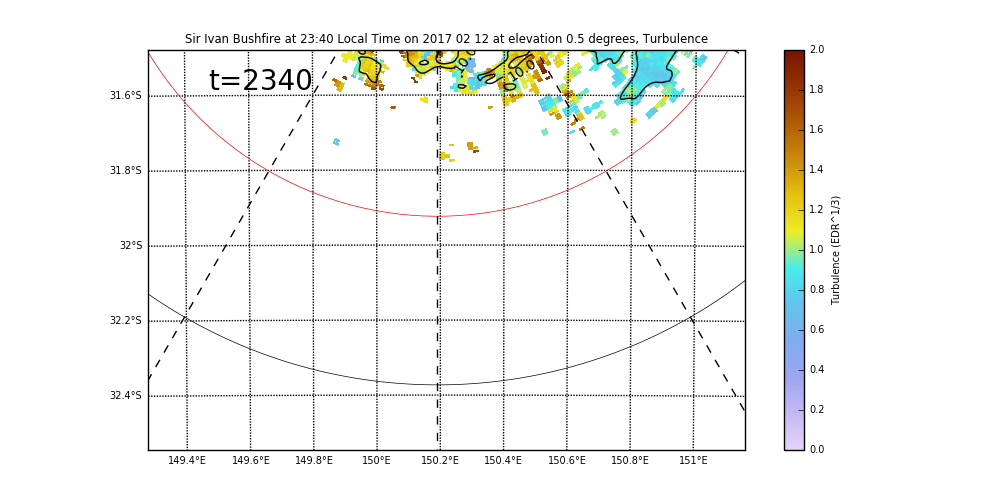 Sir Ivan Bushfire at 23:40 Local Time on 2017 02 12 at elevation 0.5 degrees, Turbulence
t=2340
31.6°S
31.8°S
32°S
32.2°S
32.4°S
149.4°E 149.6°E 149.8°E 150°E 150.2°E 150.4°E 150.6°E 150.8°E 151°E
2.0
1.8
1.6
1.4
1.2
1.0
0.8
0.6
0.4
0.2
0.0
Turbulence (EDR^1/3)